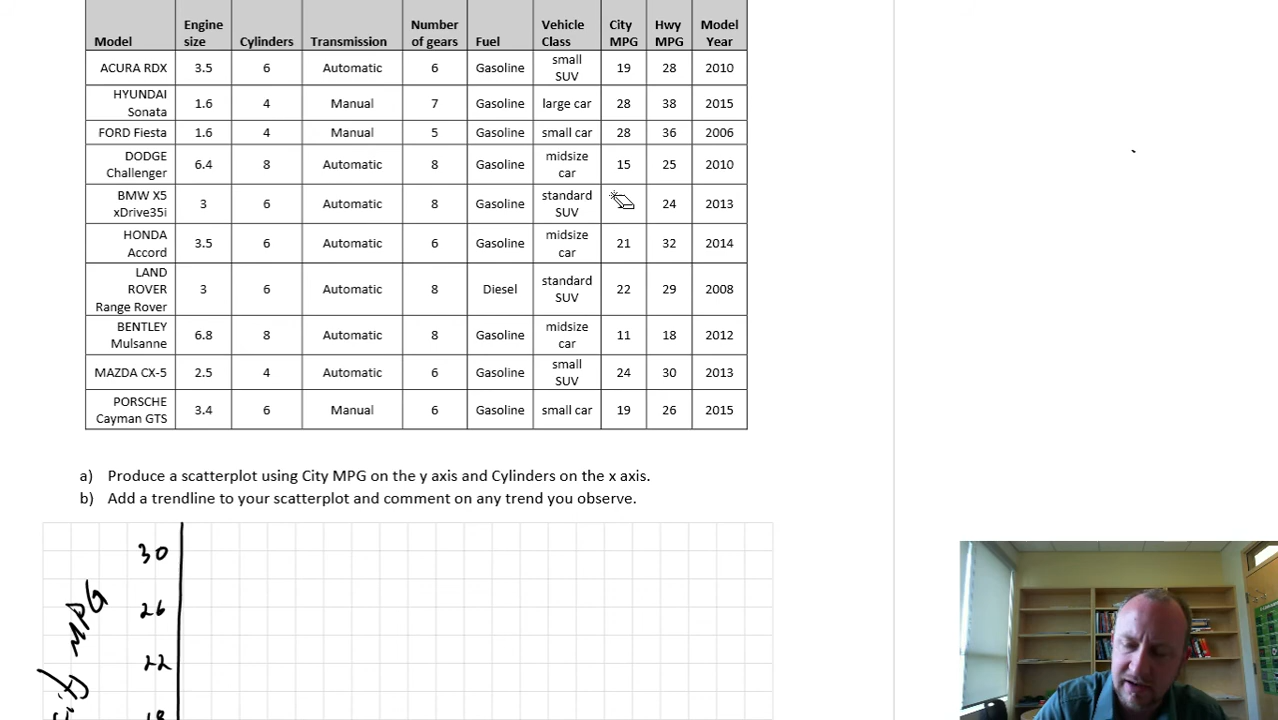 Model Engine size Cylinders Transmission Number of gears Fuel Vehicle Class City MPG Hwy MPG Model Year
ACURA RDX 3.5 6 Automatic 6 Gasoline small SUV 19 28 2010
HYUNDAI Sonata 1.6 4 Manual 7 Gasoline large car 28 38 2015
FORD Fiesta 1.6 4 Manual 5 Gasoline small car 28 36 2006
DODGE Challenger 6.4 8 Automatic 8 Gasoline midsize car 15 25 2010
BMW X5 xDrive35i 3 6 Automatic 8 Gasoline standard SUV 24 2013
HONDA Accord 3.5 6 Automatic 6 Gasoline midsize car 21 32 2014
LAND ROVER Range Rover 3 6 Automatic 8 Diesel standard SUV 22 29 2008
BENTLEY Mulsanne 6.8 8 Automatic 8 Gasoline midsize car 11 18 2012
MAZDA CX-5 2.5 4 Automatic 6 Gasoline small SUV 24 30 2013
PORSCHE Cayman GTS 3.4 6 Manual 6 Gasoline small car 19 26 2015
a) Produce a scatterplot using City MPG on the y axis and Cylinders on the x axis.
b) Add a trendline to your scatterplot and comment on any trend you observe.
30
26
22
18
City MPG